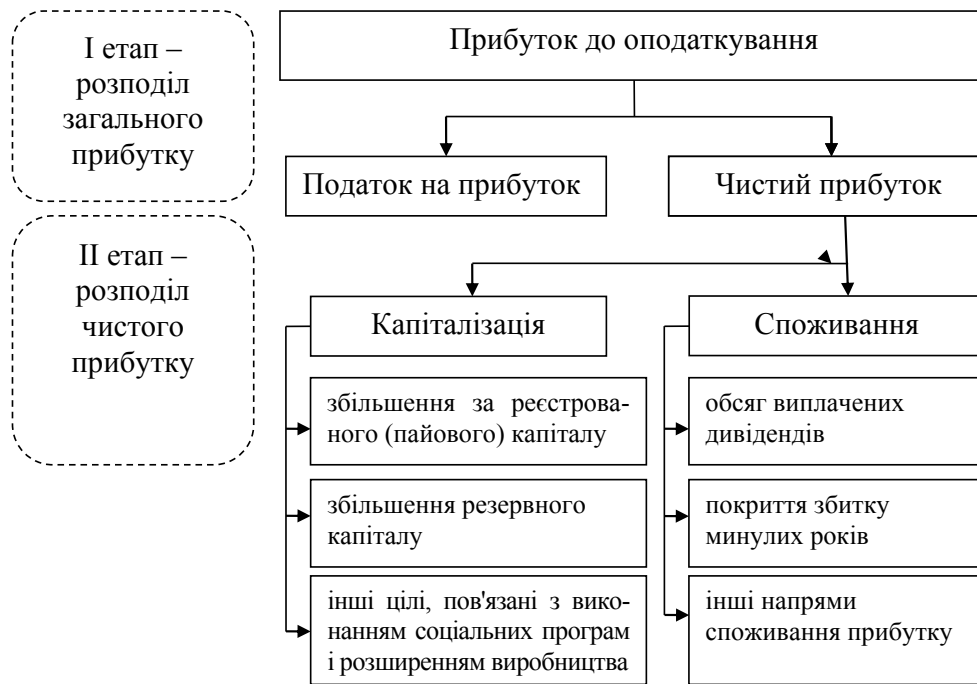 І етап –
розподіл
загального
прибутку
Прибуток до оподаткування
Податок на прибуток
Чистий прибуток
ІІ етап –
розподіл
чистого
прибутку
Капіталізація
збільшення за реєстрова-
ного (пайового) капіталу
збільшення резервного
капіталу
інші цілі, пов'язані з вико-
нанням соціальних програм
і розширенням виробництва
Споживання
обсяг виплачених
дивідендів
покриття збитку
минулих років
інші напрями
споживання прибутку